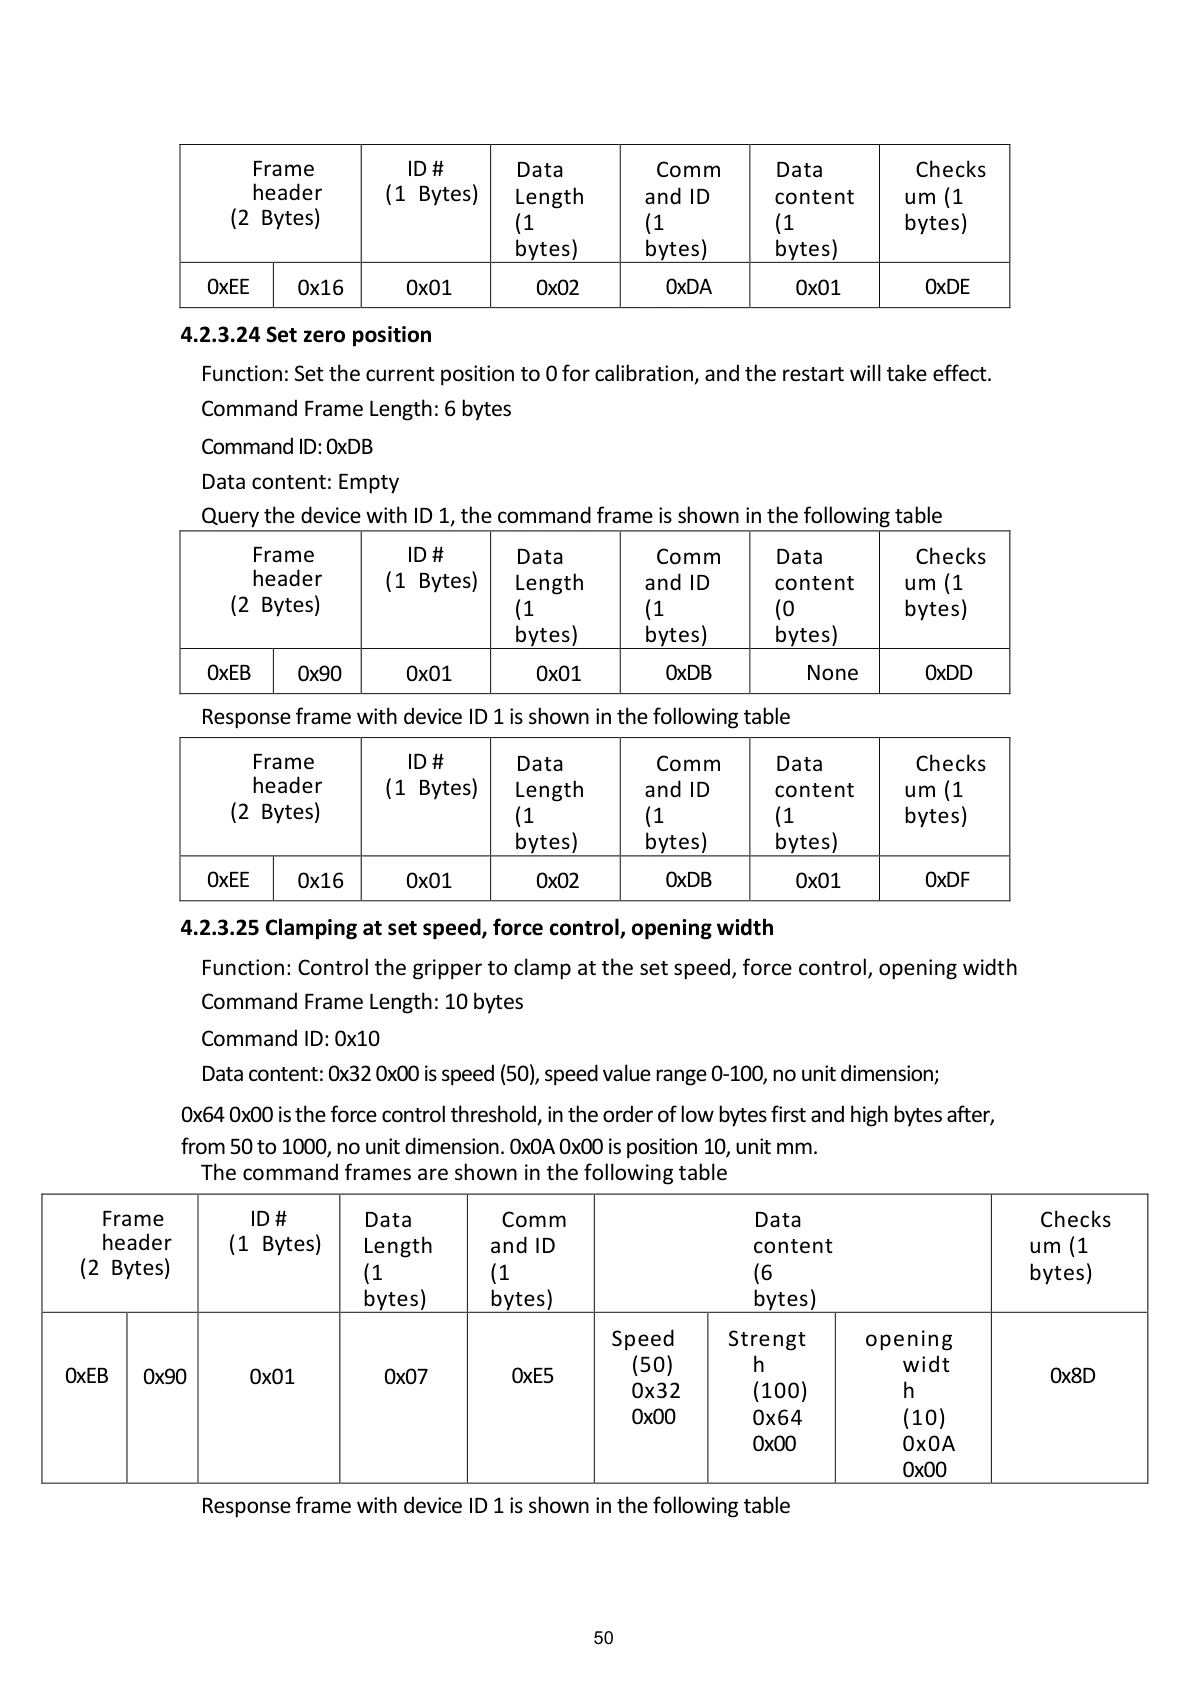 Frame
header
(2 Bytes)
ID #
(1 Bytes)
Data
Length
(1
bytes)
Comm
and ID
(1
bytes)
Data
content
(1
bytes)
Checks
um (1
bytes)
0xEE 0x16 0x01 0x02 0xDA 0x01 0xDE
4.2.3.24 Set zero position
Function: Set the current position to 0 for calibration, and the restart will take effect.
Command Frame Length: 6 bytes
Command ID: 0xDB
Data content: Empty
Query the device with ID 1, the command frame is shown in the following table
Frame
header
(2 Bytes)
ID #
(1 Bytes)
Data
Length
(1
bytes)
Comm
and ID
(1
bytes)
Data
content
(0
bytes)
Checks
um (1
bytes)
0xEB 0x90 0x01 0x01 0xDB None 0xDD
Response frame with device ID 1 is shown in the following table
Frame
header
(2 Bytes)
ID #
(1 Bytes)
Data
Length
(1
bytes)
Comm
and ID
(1
bytes)
Data
content
(1
bytes)
Checks
um (1
bytes)
0xEE 0x16 0x01 0x02 0xDB 0x01 0xDF
4.2.3.25 Clamping at set speed, force control, opening width
Function: Control the gripper to clamp at the set speed, force control, opening width
Command Frame Length: 10 bytes
Command ID: 0x10
Data content: 0x32 0x00 is speed (50), speed value range 0-100, no unit dimension;
0x64 0x00 is the force control threshold, in the order of low bytes first and high bytes after,
from 50 to 1000, no unit dimension. 0x0A 0x00 is position 10, unit mm.
The command frames are shown in the following table
Frame
header
(2 Bytes)
ID #
(1 Bytes)
Data
Length
(1
bytes)
Comm
and ID
(1
bytes)
Data
content
(6
bytes)
Checks
um (1
bytes)
0xEB 0x90 0x01 0x07 0xE5
Speed
(50)
0x32
0x00
Strengt
h
(100)
0x64
0x00
opening
widt
h
(10)
0x0A
0x00
0x8D
Response frame with device ID 1 is shown in the following table
50